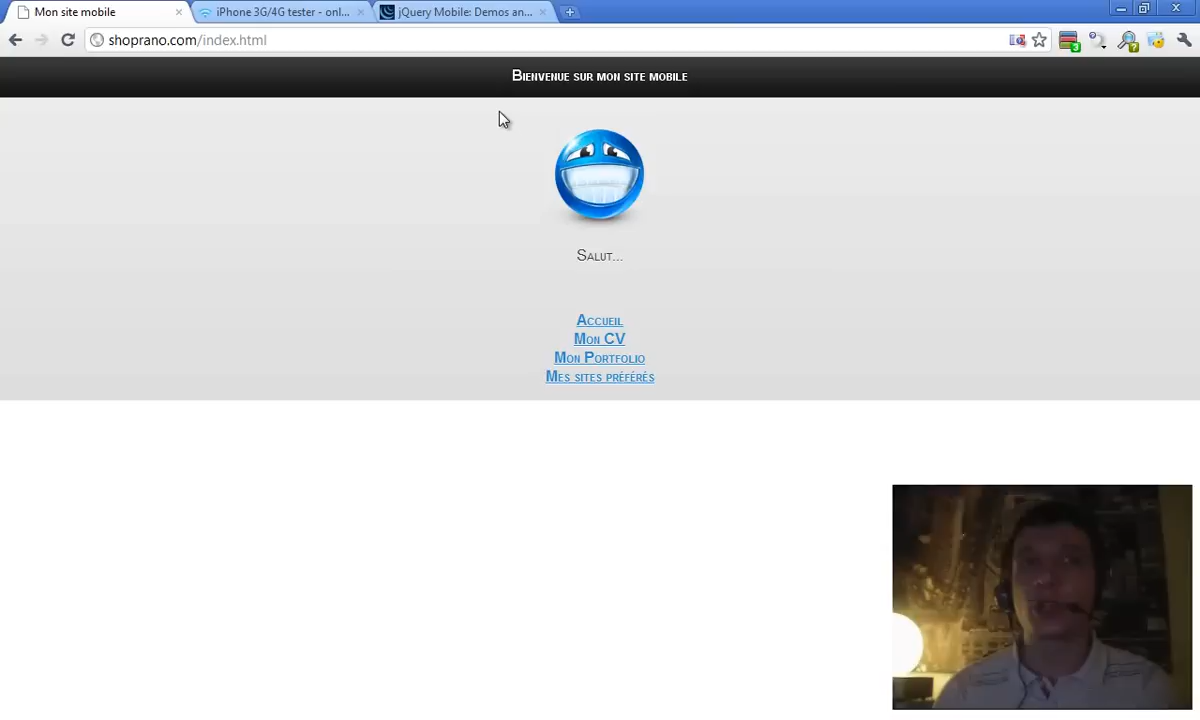 Mon site mobile
iPhone 3G/4G tester - onl...
jQuery Mobile: Demos an...
shoprano.com/index.html
3
Bienvenue sur mon site mobile
Salut...
Accueil
Mon CV
Mon Portfolio
Mes sites préférés